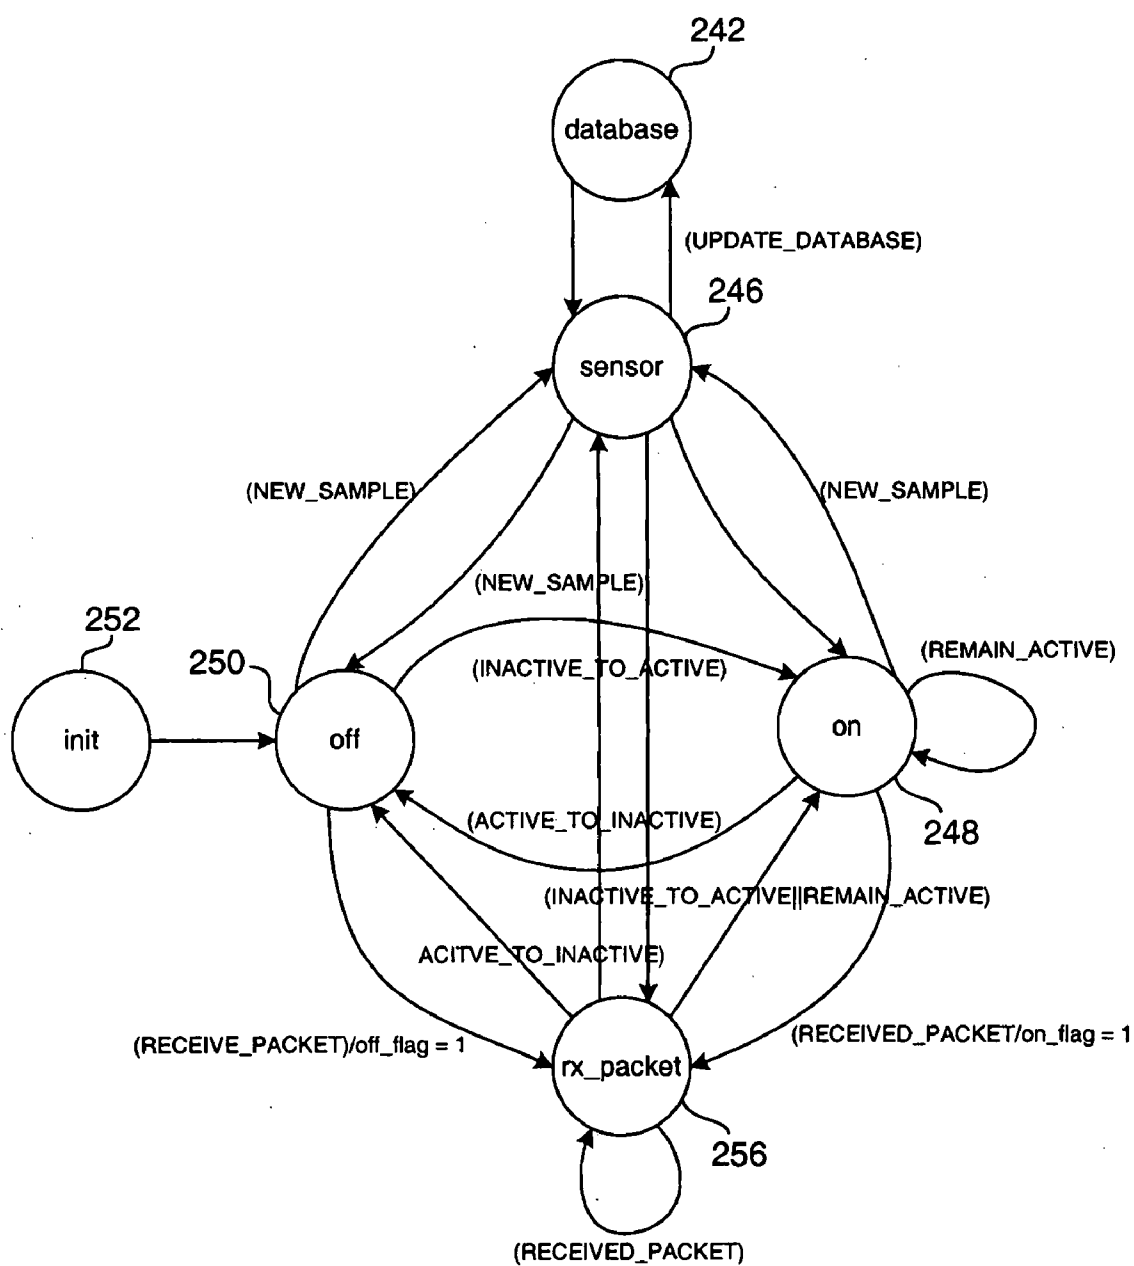 242
database
(UPDATE_DATABASE)
246
sensor
(NEW_SAMPLE)
(NEW_SAMPLE)
(NEW_SAMPLE)
252
250
(INACTIVE_TO_ACTIVE)
(REMAIN_ACTIVE)
init
off
on
(ACTIVE_TO_INACTIVE)
248
(INACTIVE_TO_ACTIVE||REMAIN_ACTIVE)
ACITVE_TO_INACTIVE)
(RECEIVE_PACKET)/off_flag = 1
(RECEIVED_PACKET/on_flag = 1
rx_packet
256
(RECEIVED_PACKET)